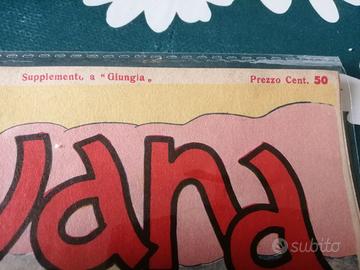 Supplemento a "Giungla„ Prezzo Cent. 50
vana
subito